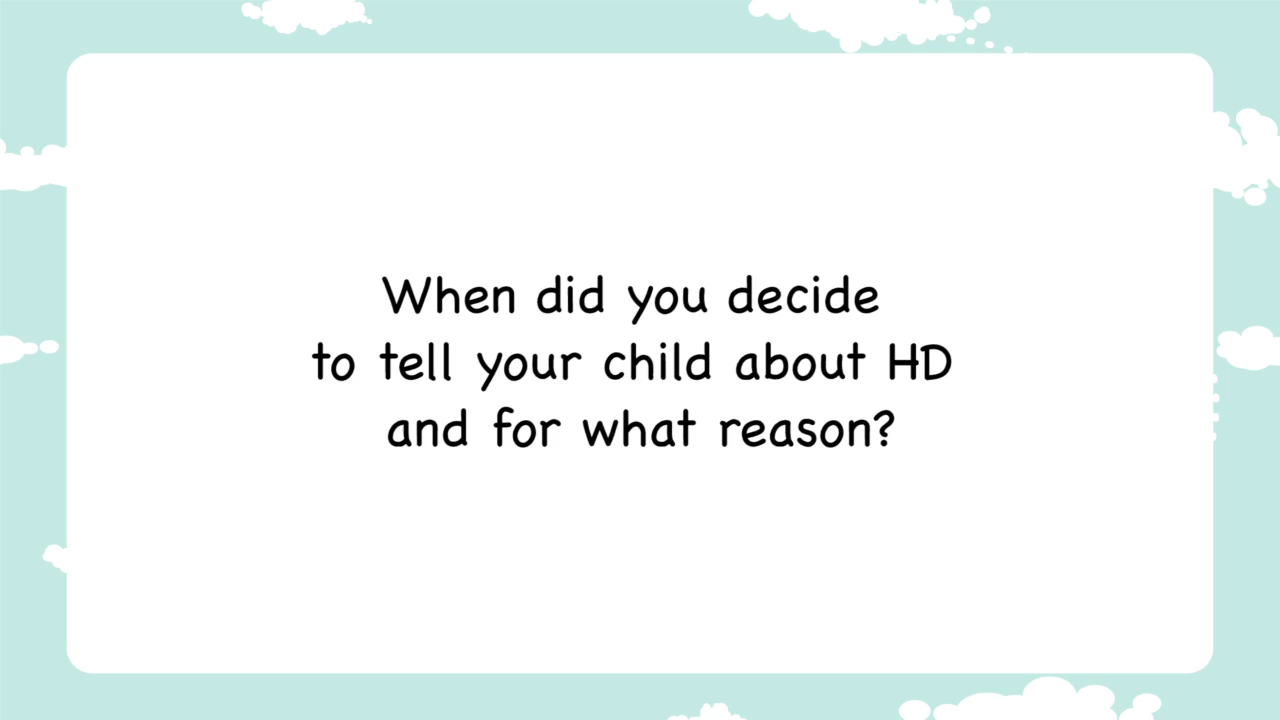 When did you decide
to tell your child about HD
and for what reason?